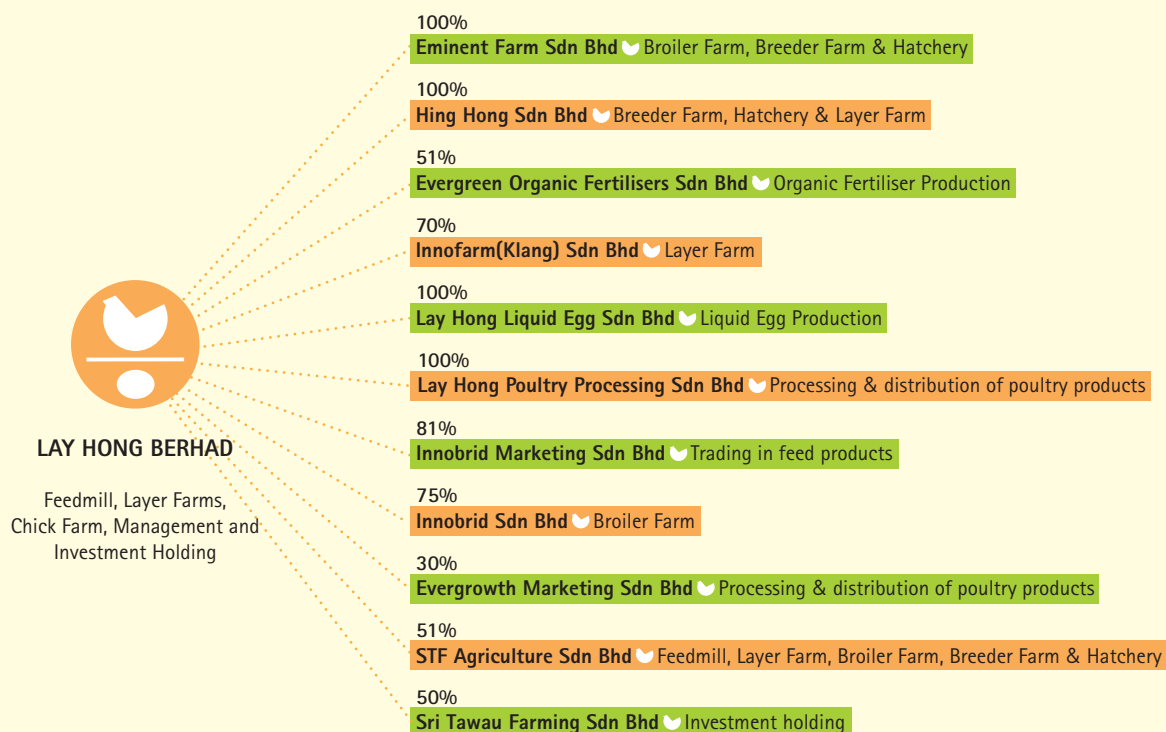 100%
Eminent Farm Sdn Bhd Broiler Farm, Breeder Farm & Hatchery
100%
Hing Hong Sdn Bhd Breeder Farm, Hatchery & Layer Farm
51%
Evergreen Organic Fertilisers Sdn Bhd Organic Fertiliser Production
70%
Innofarm(Klang) Sdn Bhd Layer Farm
100%
Lay Hong Liquid Egg Sdn Bhd Liquid Egg Production
100%
Lay Hong Poultry Processing Sdn Bhd Processing & distribution of poultry products
81%
Innobrid Marketing Sdn Bhd Trading in feed products
75%
Innobrid Sdn Bhd Broiler Farm
30%
Evergrowth Marketing Sdn Bhd Processing & distribution of poultry products
51%
STF Agriculture Sdn Bhd Feedmill, Layer Farm, Broiler Farm, Breeder Farm & Hatchery
50%
Sri Tawau Farming Sdn Bhd Investment holding
LAY HONG BERHAD
Feedmill, Layer Farms,
Chick Farm, Management and
Investment Holding